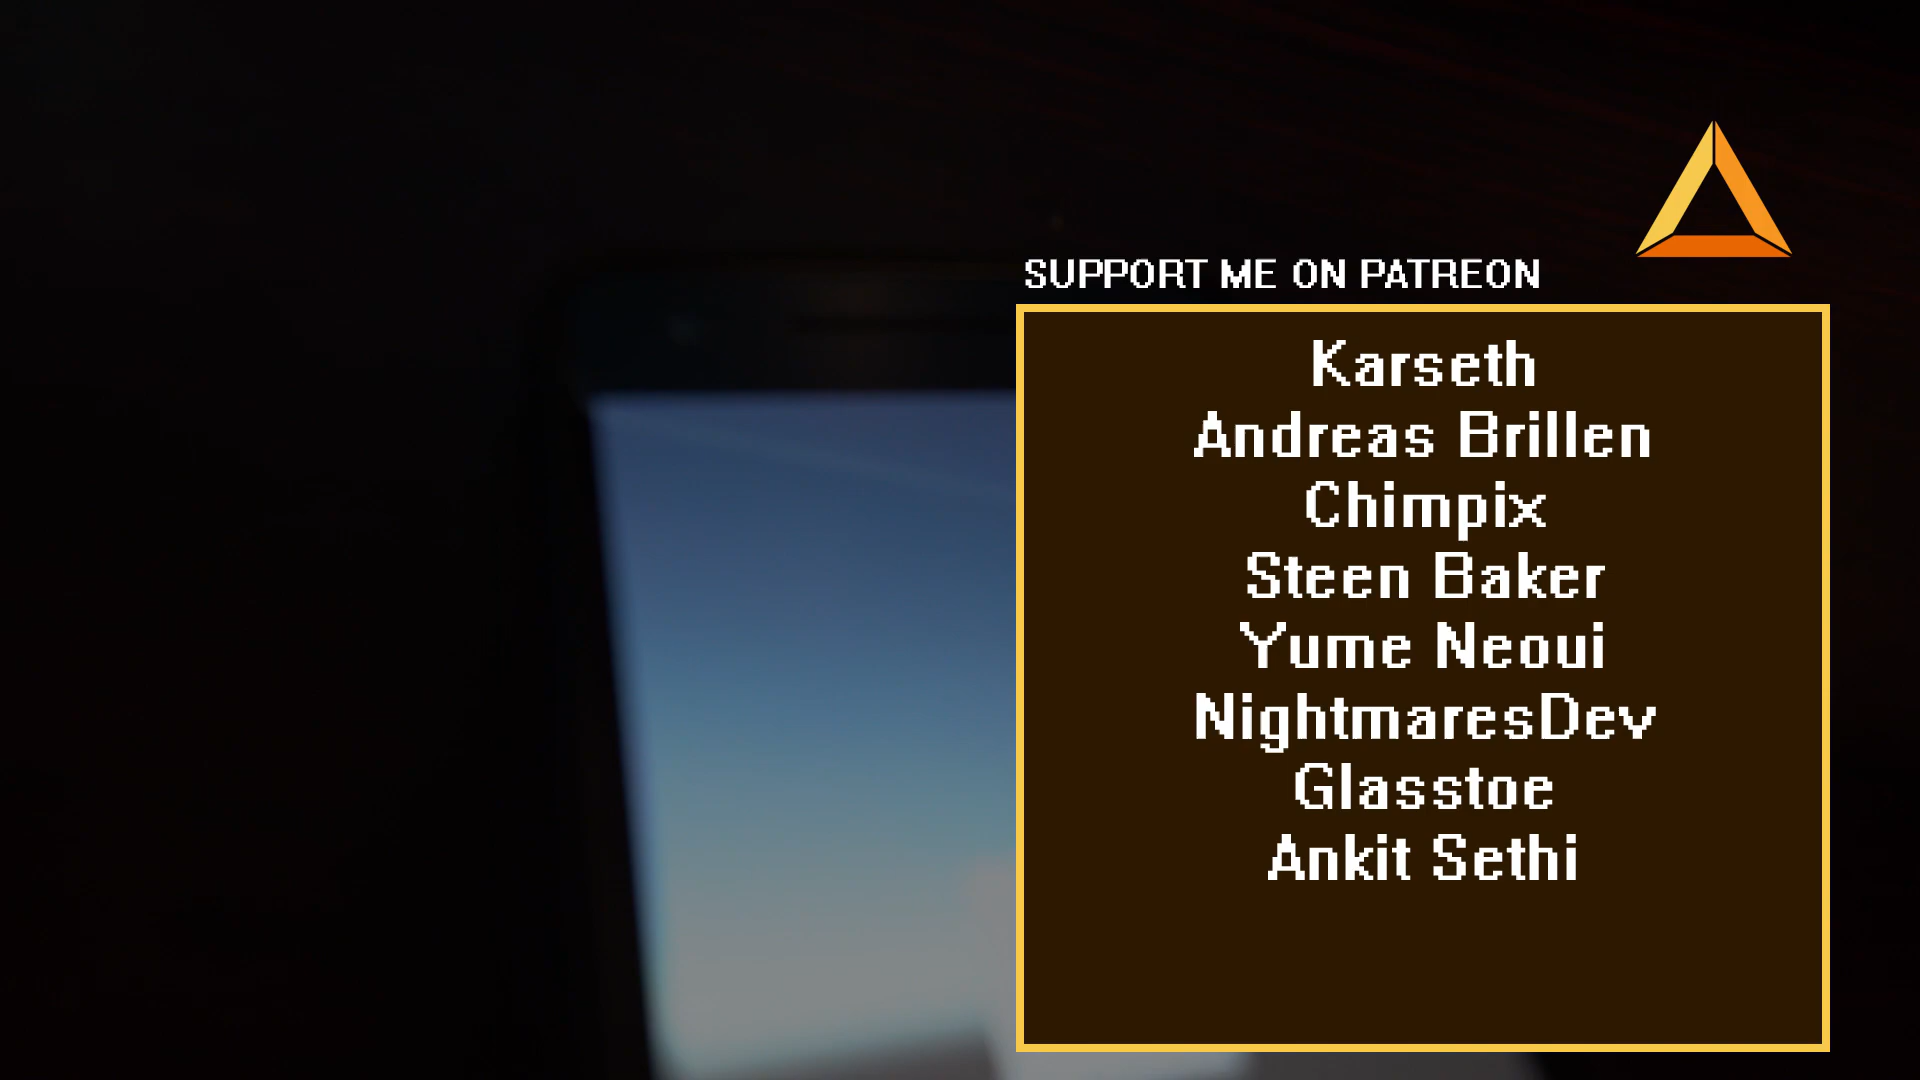 SUPPORT ME ON PATREON
Karseth
Andreas Brillen
Chimpix
Steen Baker
Yume Neoui
NightmaresDev
Glasstoe
Ankit Sethi